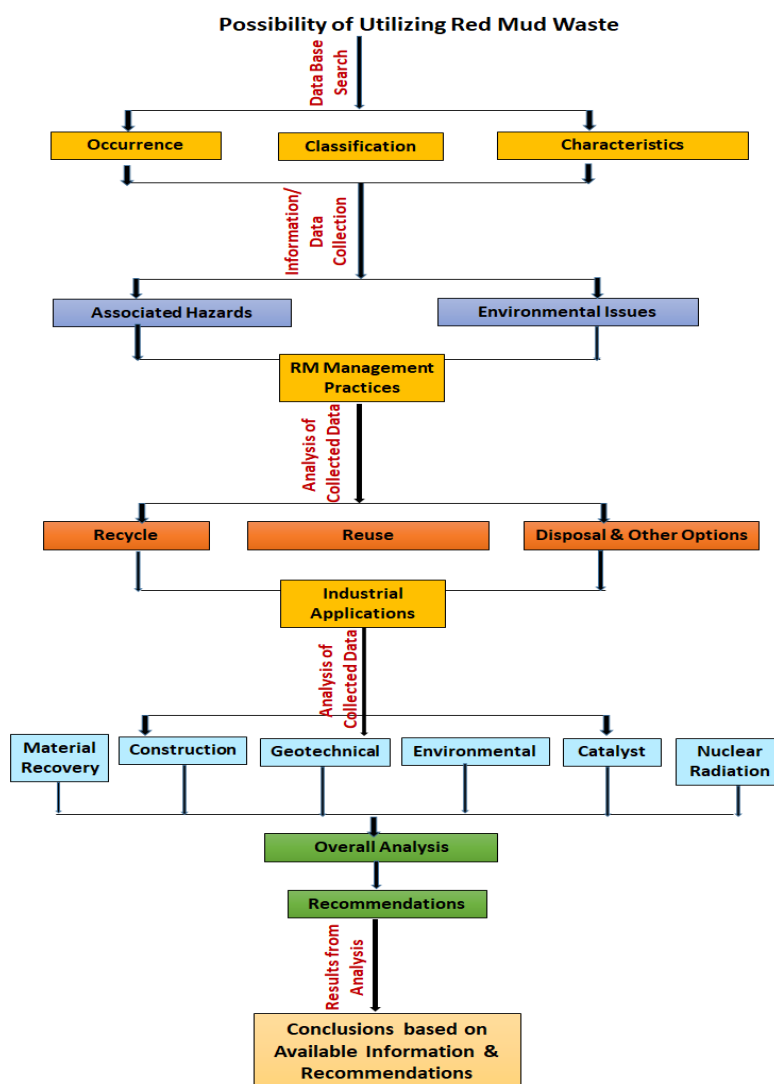 Possibility of Utilizing Red Mud Waste
Data Base
Search
Occurrence
Classification
Characteristics
Information/
Data
Collection
Associated Hazards
Environmental Issues
RM Management
Practices
Analysis of
Collected Data
Recycle
Reuse
Disposal & Other Options
Industrial
Applications
Analysis of
Collected Data
Material
Recovery
Construction
Geotechnical
Environmental
Catalyst
Nuclear
Radiation
Overall Analysis
Recommendations
Results from
Analysis
Conclusions based on
Available Information &
Recommendations